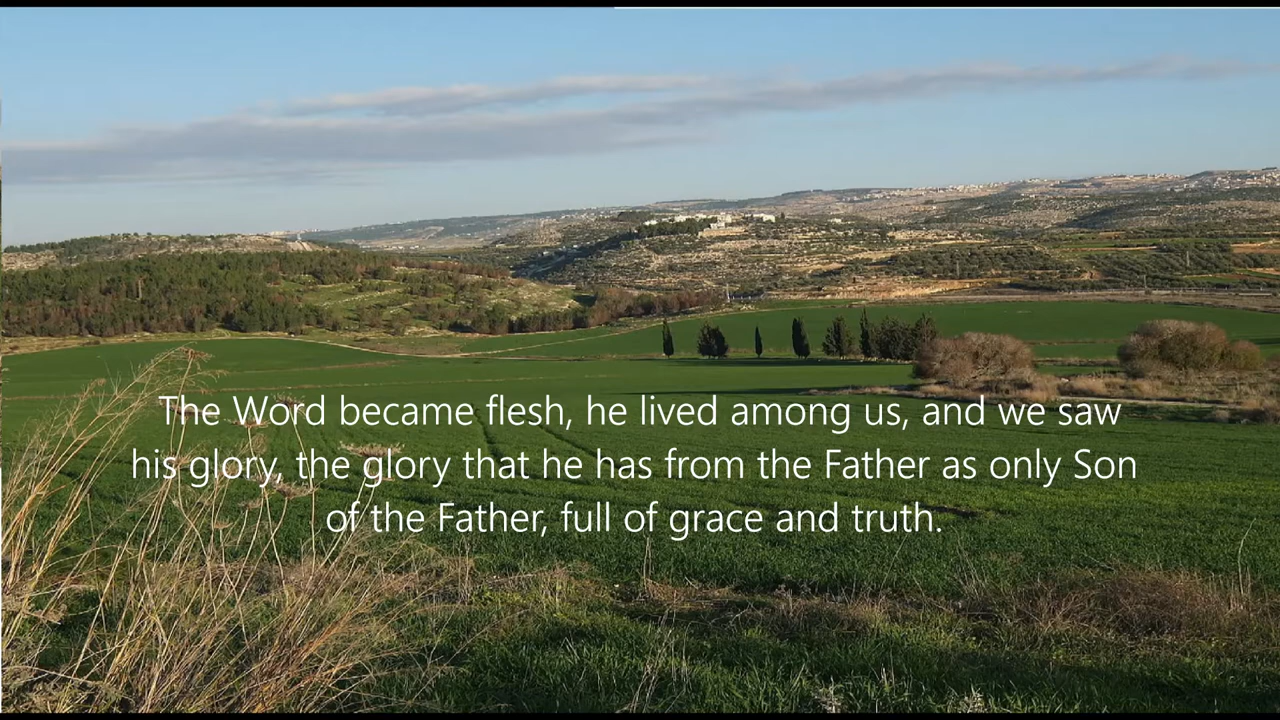 The Word became flesh, he lived among us, and we saw
his glory, the glory that he has from the Father as only Son
of the Father, full of grace and truth.